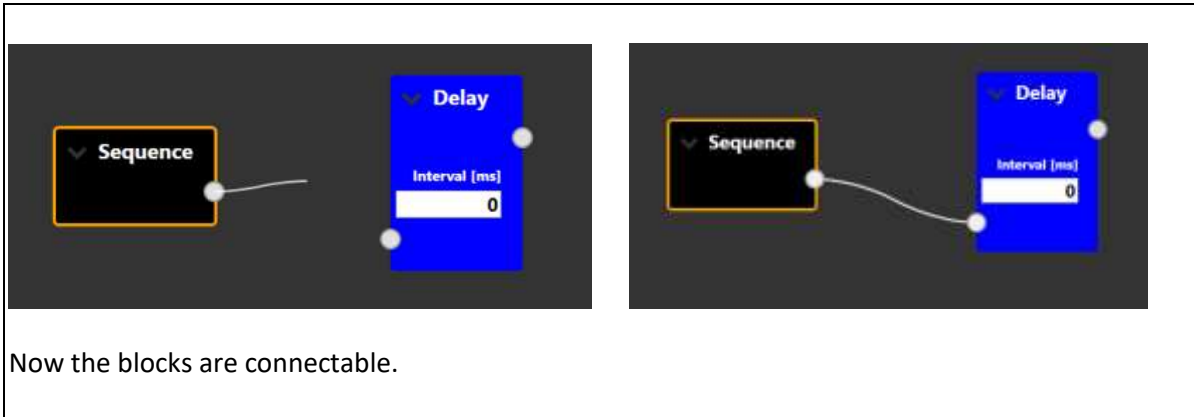 Sequence
Delay
Interval [ms]
0
Sequence
Delay
Interval [ms]
0
Now the blocks are connectable.